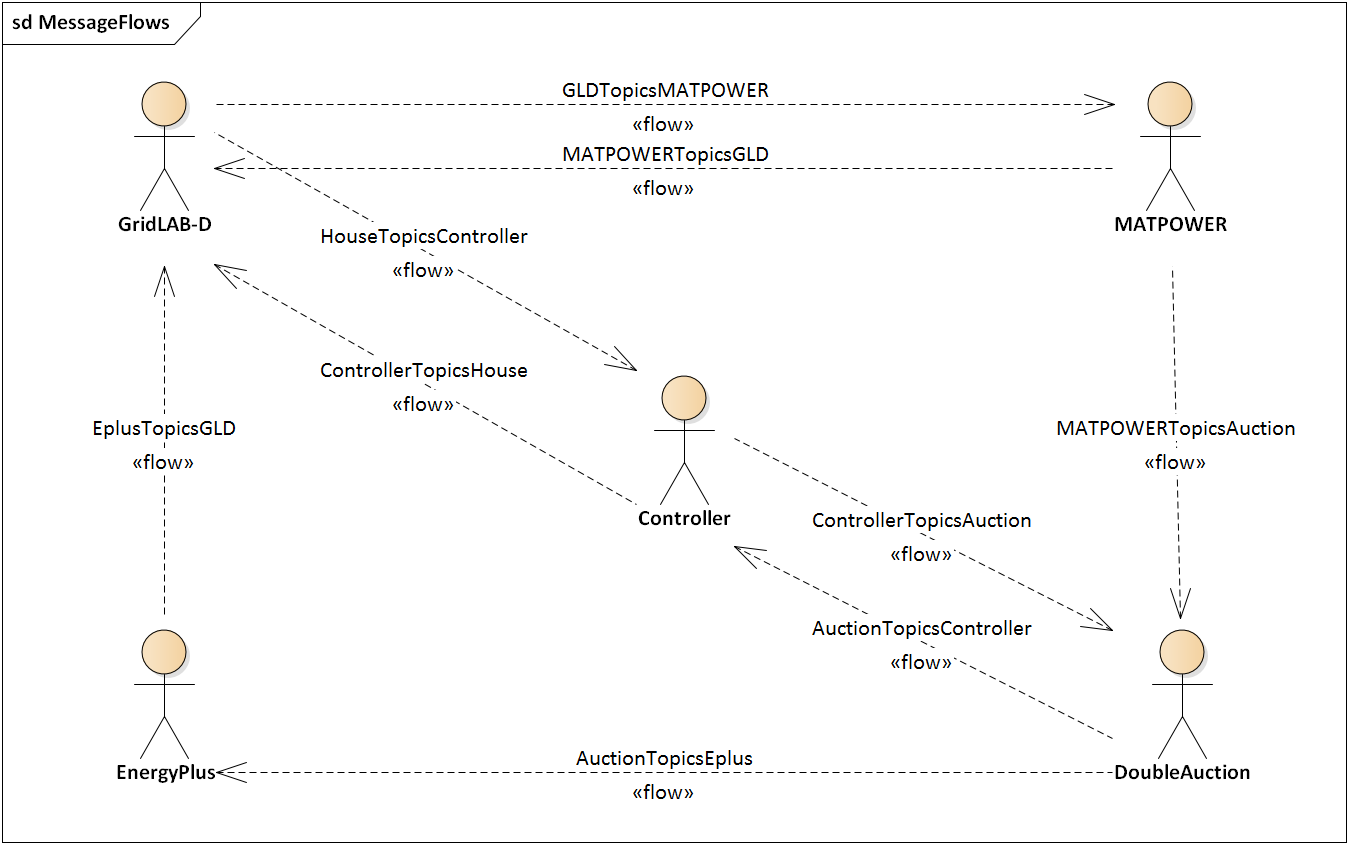 sd MessageFlows
GLDTopicsMATPOWER
«flow»
MATPOWERTopicsGLD
«flow»
GridLAB-D
MATPOWER
HouseTopicsController
«flow»
ControllerTopicsHouse
«flow»
EplusTopicsGLD
«flow»
MATPOWERTopicsAuction
«flow»
Controller
ControllerTopicsAuction
«flow»
AuctionTopicsController
«flow»
AuctionTopicsEplus
«flow»
EnergyPlus
DoubleAuction